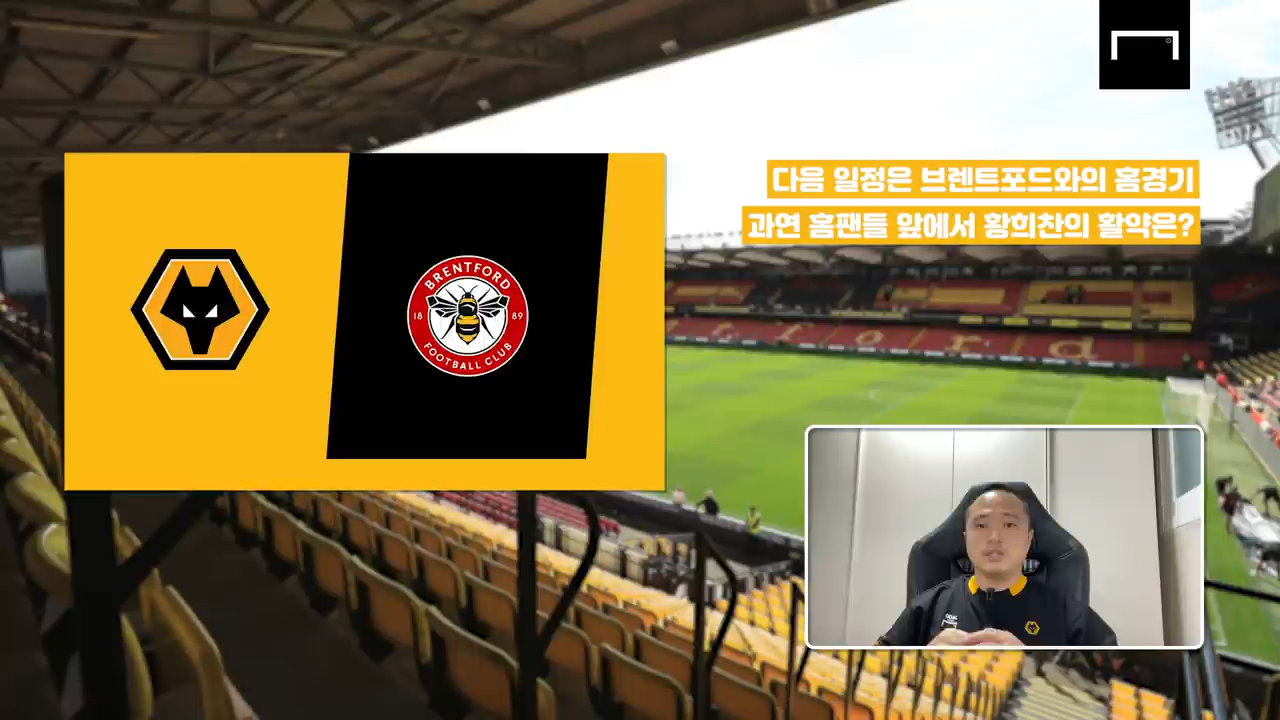 다음 일정은 브렌트포드와의 홈경기
과연 홈팬들 앞에서 황희찬의 활약은?
BRENTFORD
18 89
FOOTBALL CLUB
f o r d